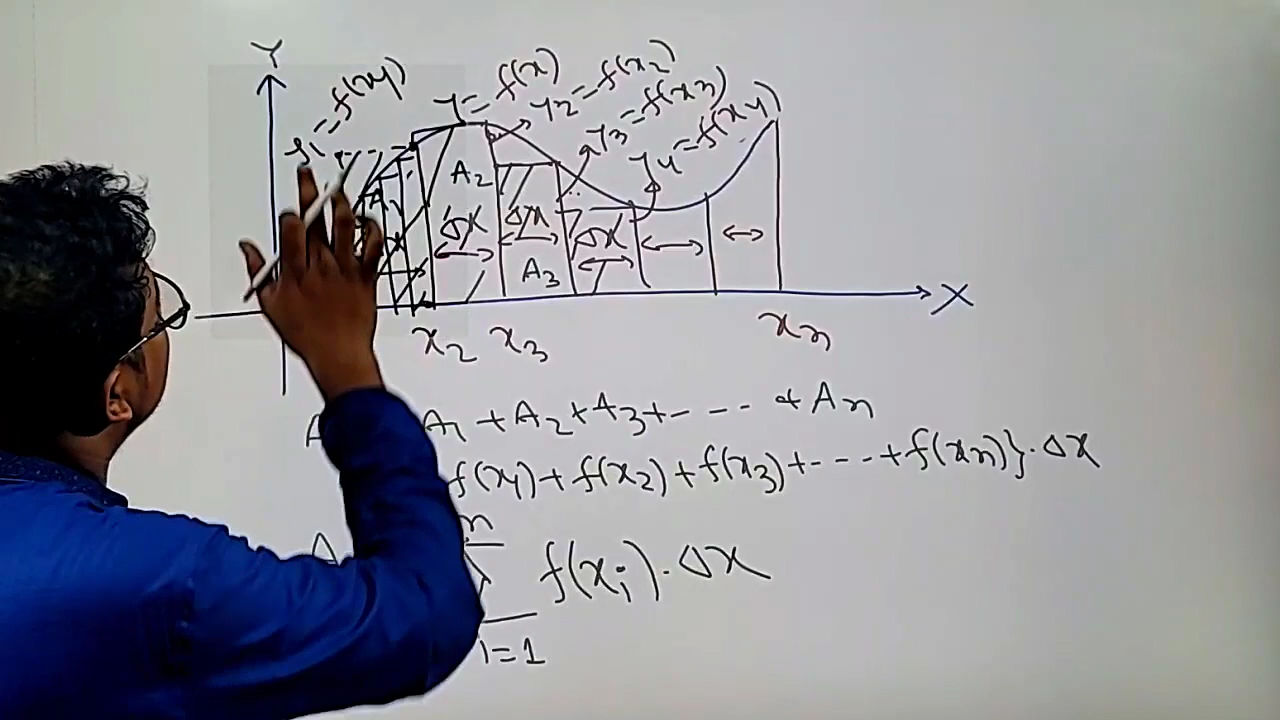 Y
y1=f(x1)
y=f(x)
y2=f(x2)
y3=f(x3)
y4=f(x4)
A1
A2
Δx
Δx
Δx
A3
X
x2 x3
xn
A1+A2+A3+---+An
f(x1)+f(x2)+f(x3)+---+f(xn)}.Δx
n
f(xi).Δx
i=1